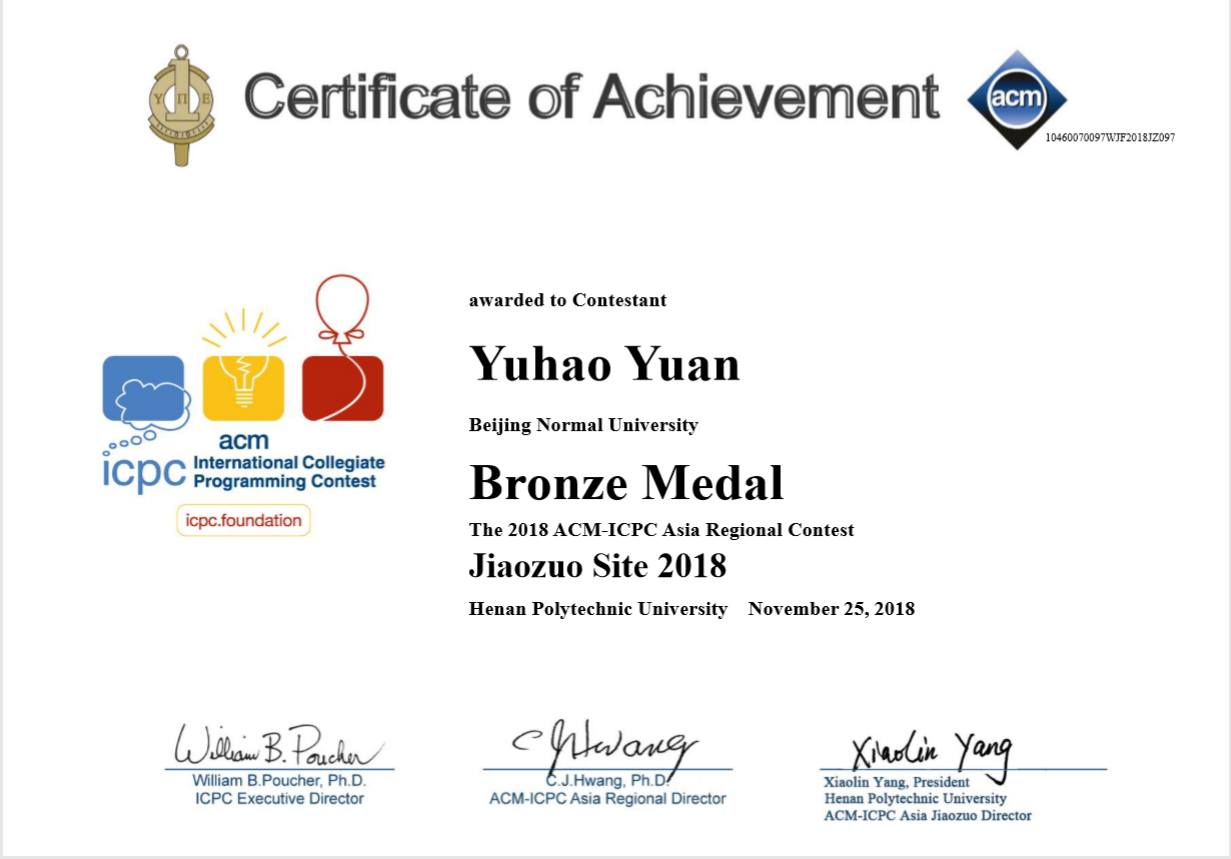 Certificate of Achievement
Υ Π Ε
acm
10460070097WJF2018JZ097
awarded to Contestant
Yuhao Yuan
Beijing Normal University
Bronze Medal
The 2018 ACM-ICPC Asia Regional Contest
Jiaozuo Site 2018
Henan Polytechnic University November 25, 2018
acm
icpc International Collegiate
Programming Contest
icpc.foundation
William B. Poucher
William B.Poucher, Ph.D.
ICPC Executive Director
C J Hwang
C.J.Hwang, Ph.D.
ACM-ICPC Asia Regional Director
Xiaolin Yang
Xiaolin Yang, President
Henan Polytechnic University
ACM-ICPC Asia Jiaozuo Director